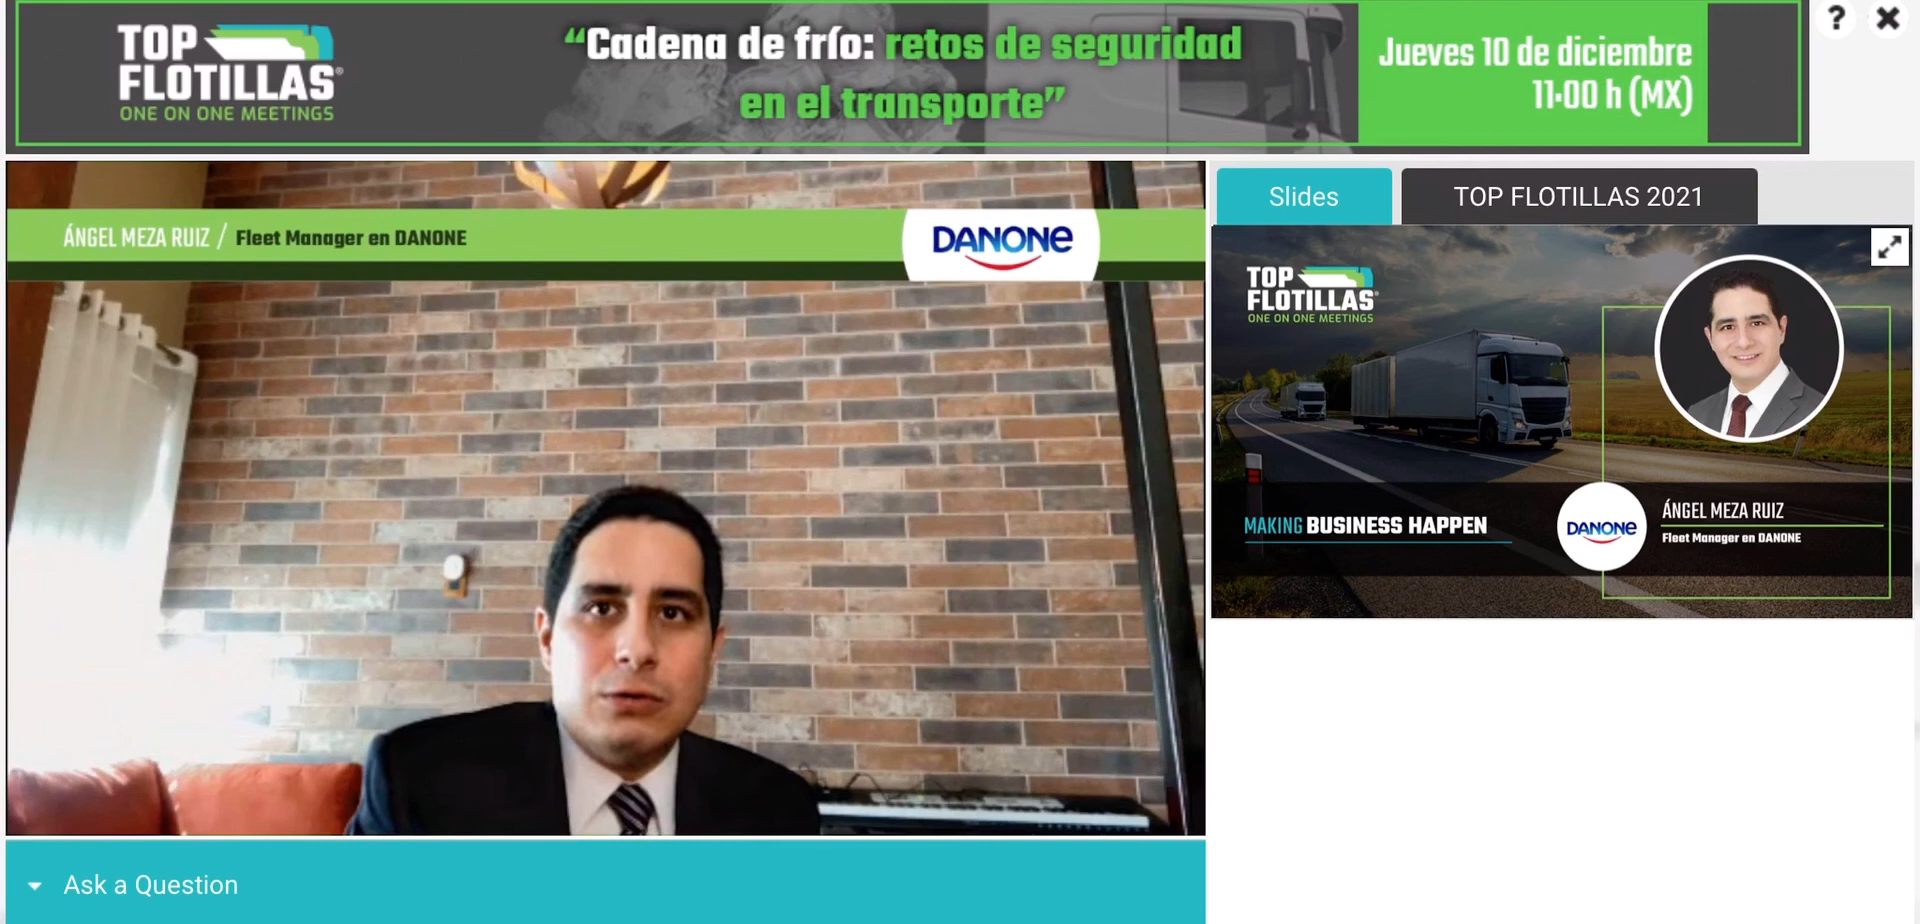 TOP
FLOTILLAS®
ONE ON ONE MEETINGS
“Cadena de frío: retos de seguridad
en el transporte”
Jueves 10 de diciembre
11:00 h (MX)
?
ÁNGEL MEZA RUIZ / Fleet Manager en DANONE
DANONE
Ask a Question
Slides
TOP FLOTILLAS 2021
TOP
FLOTILLAS®
ONE ON ONE MEETINGS
MAKING BUSINESS HAPPEN
DANONE
ÁNGEL MEZA RUIZ
Fleet Manager en DANONE